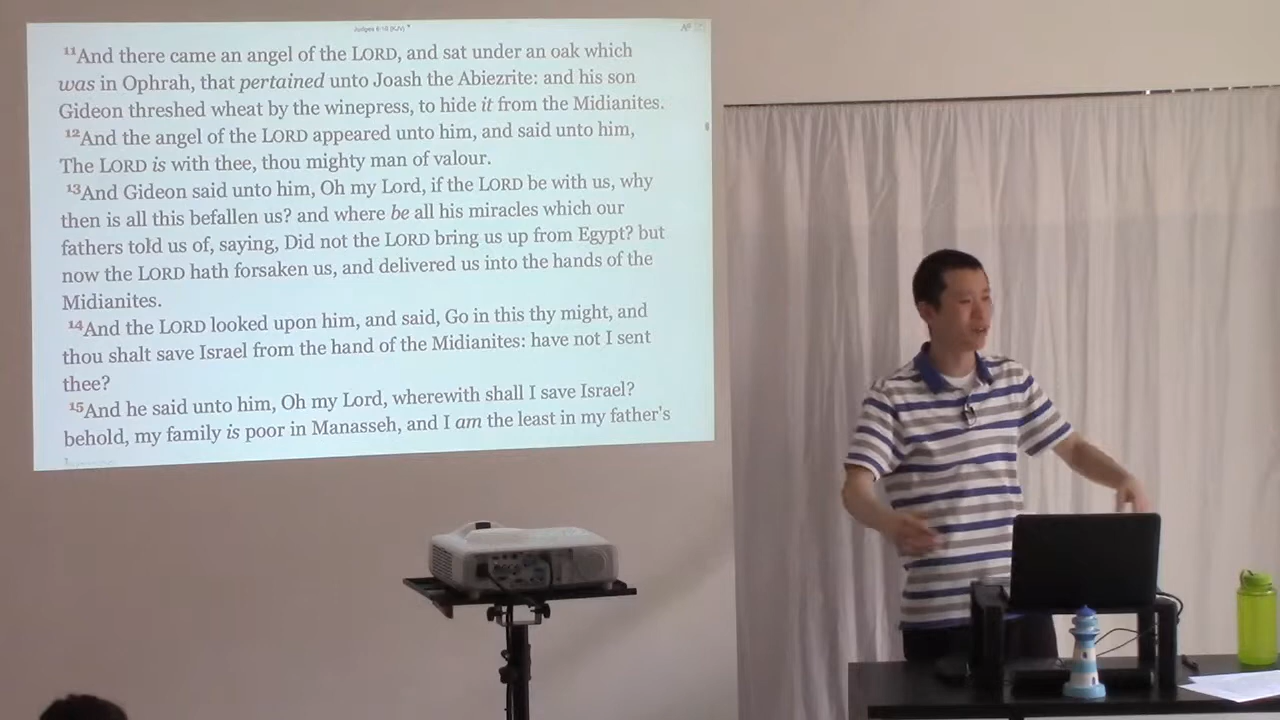 Judges 6:10 (KJV)
11And there came an angel of the LORD, and sat under an oak which
was in Ophrah, that pertained unto Joash the Abiezrite: and his son
Gideon threshed wheat by the winepress, to hide it from the Midianites.
12And the angel of the LORD appeared unto him, and said unto him,
The LORD is with thee, thou mighty man of valour.
13And Gideon said unto him, Oh my Lord, if the LORD be with us, why
then is all this befallen us? and where be all his miracles which our
fathers told us of, saying, Did not the LORD bring us up from Egypt? but
now the LORD hath forsaken us, and delivered us into the hands of the
Midianites.
14And the LORD looked upon him, and said, Go in this thy might, and
thou shalt save Israel from the hand of the Midianites: have not I sent
thee?
15And he said unto him, Oh my Lord, wherewith shall I save Israel?
behold, my family is poor in Manasseh, and I am the least in my father's